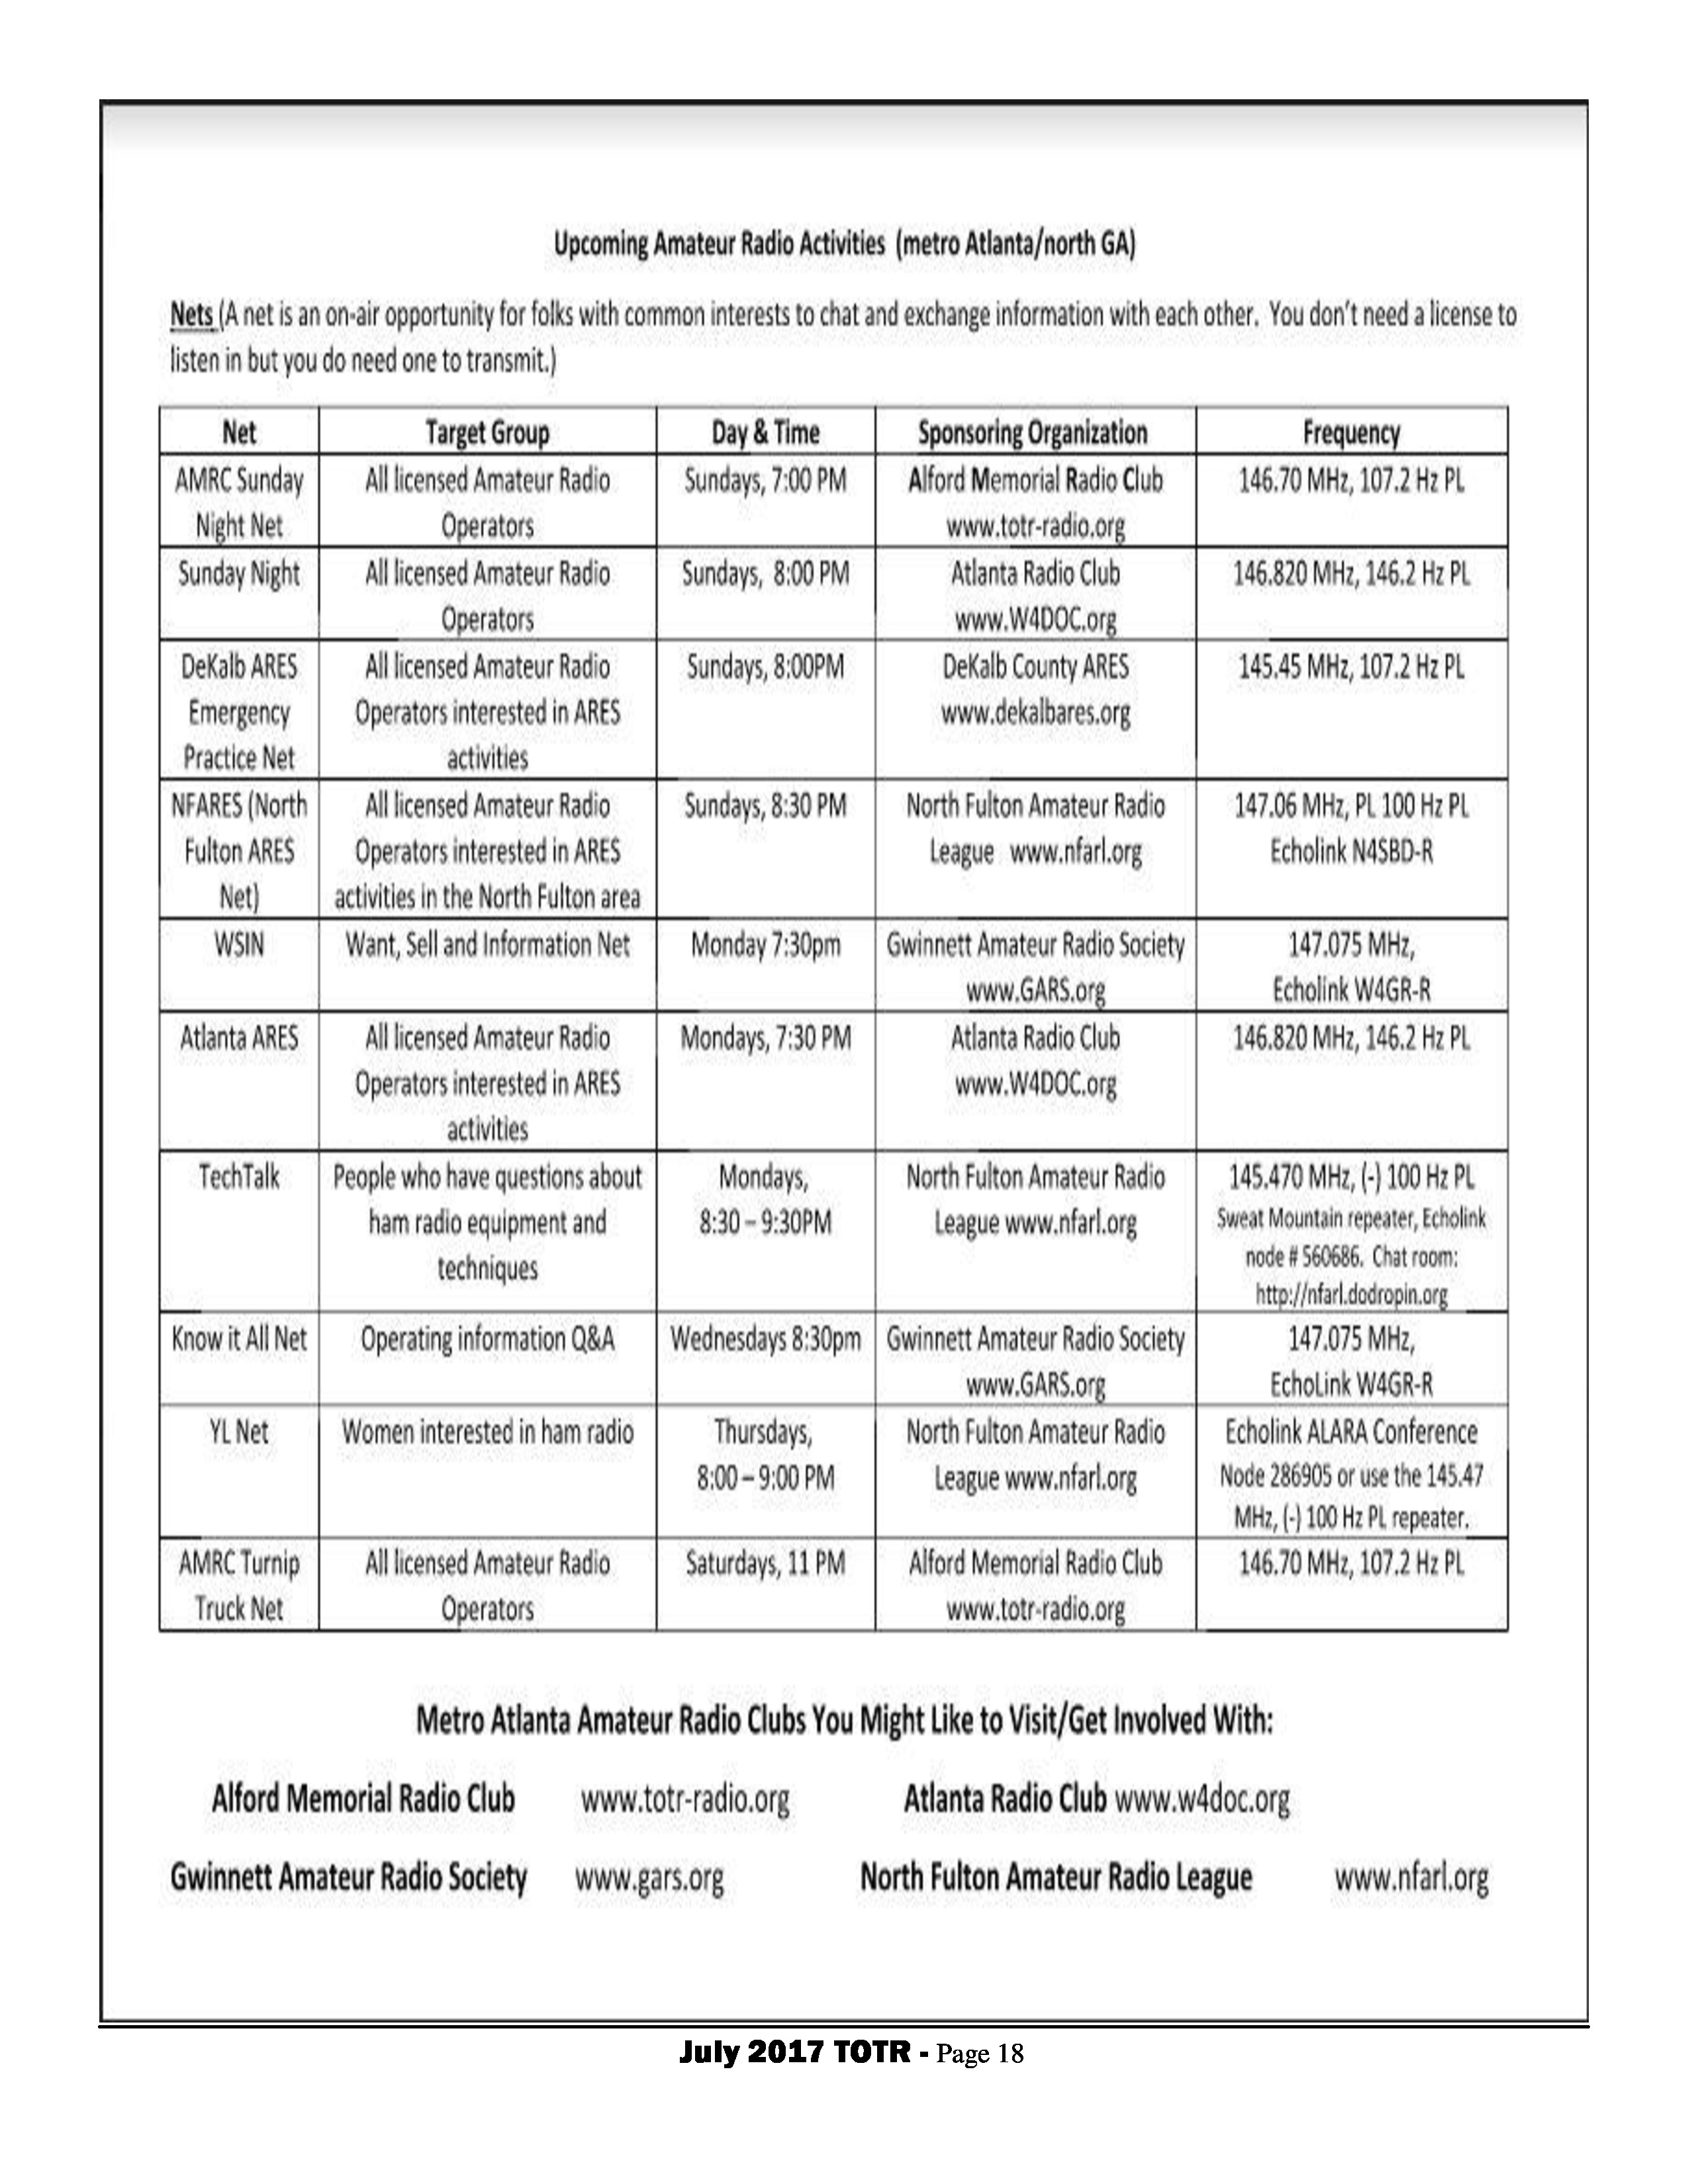 Upcoming Amateur Radio Activities (metro Atlanta/north GA)
Nets (A net is an on-air opportunity for folks with common interests to chat and exchange information with each other. You don't need a license to
listen in but you do need one to transmit.)
Net Target Group Day & Time Sponsoring Organization Frequency
AMRC Sunday All licensed Amateur Radio Sundays, 7:00 PM Alford Memorial Radio Club 146.70 MHz, 107.2 Hz PL
Night Net Operators www.totr-radio.org
Sunday Night All licensed Amateur Radio Sundays, 8:00 PM Atlanta Radio Club 146.820 MHz, 146.2 Hz PL
Operators www.W4DOC.org
DeKalb ARES All licensed Amateur Radio Sundays, 8:00PM DeKalb County ARES 145.45 MHz, 107.2 Hz PL
Emergency Operators interested in ARES www.dekalbares.org
Practice Net activities
NFARES (North All licensed Amateur Radio Sundays, 8:30 PM North Fulton Amateur Radio 147.06 MHz, PL 100 Hz PL
Fulton ARES Operators interested in ARES League www.nfarl.org Echolink N4SBD-R
Net) activities in the North Fulton area
WSIN Want, Sell and Information Net Monday 7:30pm Gwinnett Amateur Radio Society 147.075 MHz,
www.GARS.org Echolink W4GR-R
Atlanta ARES All licensed Amateur Radio Mondays, 7:30 PM Atlanta Radio Club 146.820 MHz, 146.2 Hz PL
Operators interested in ARES www.W4DOC.org
activities
TechTalk People who have questions about Mondays, North Fulton Amateur Radio 145.470 MHz, (-) 100 Hz PL
ham radio equipment and 8:30 – 9:30PM League www.nfarl.org Sweat Mountain repeater, Echolink
techniques node # 560686. Chat room:
http://nfarl.dodropin.org
Know it All Net Operating information Q&A Wednesdays 8:30pm Gwinnett Amateur Radio Society 147.075 MHz,
www.GARS.org EchoLink W4GR-R
YL Net Women interested in ham radio Thursdays, North Fulton Amateur Radio Echolink ALARA Conference
8:00 – 9:00 PM League www.nfarl.org Node 286905 or use the 145.47
MHz, (-) 100 Hz PL repeater.
AMRC Turnip All licensed Amateur Radio Saturdays, 11 PM Alford Memorial Radio Club 146.70 MHz, 107.2 Hz PL
Truck Net Operators www.totr-radio.org
Metro Atlanta Amateur Radio Clubs You Might Like to Visit/Get Involved With:
Alford Memorial Radio Club www.totr-radio.org Atlanta Radio Club www.w4doc.org
Gwinnett Amateur Radio Society www.gars.org North Fulton Amateur Radio League www.nfarl.org
July 2017 TOTR - Page 18